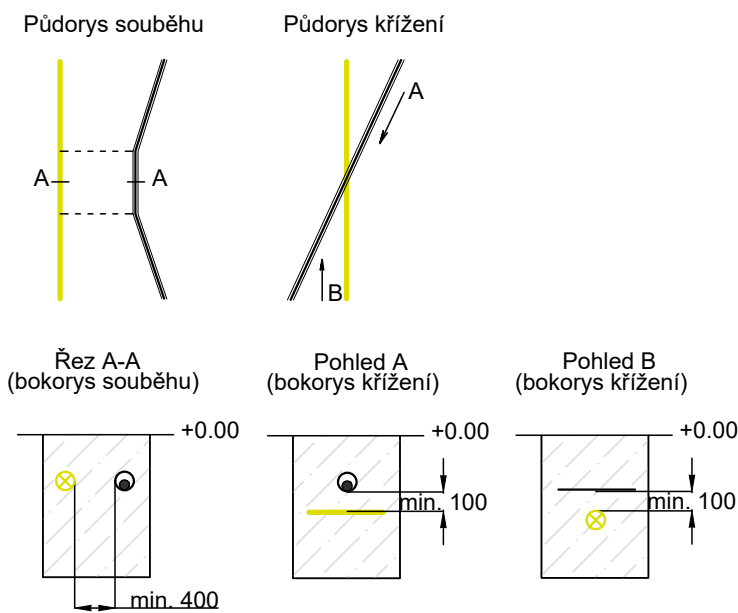 Půdorys souběhu
Půdorys křížení
A
A
A
B
Řez A-A
(bokorys souběhu)
Pohled A
(bokorys křížení)
Pohled B
(bokorys křížení)
+0.00
+0.00
+0.00
min. 100
min. 100
min. 400